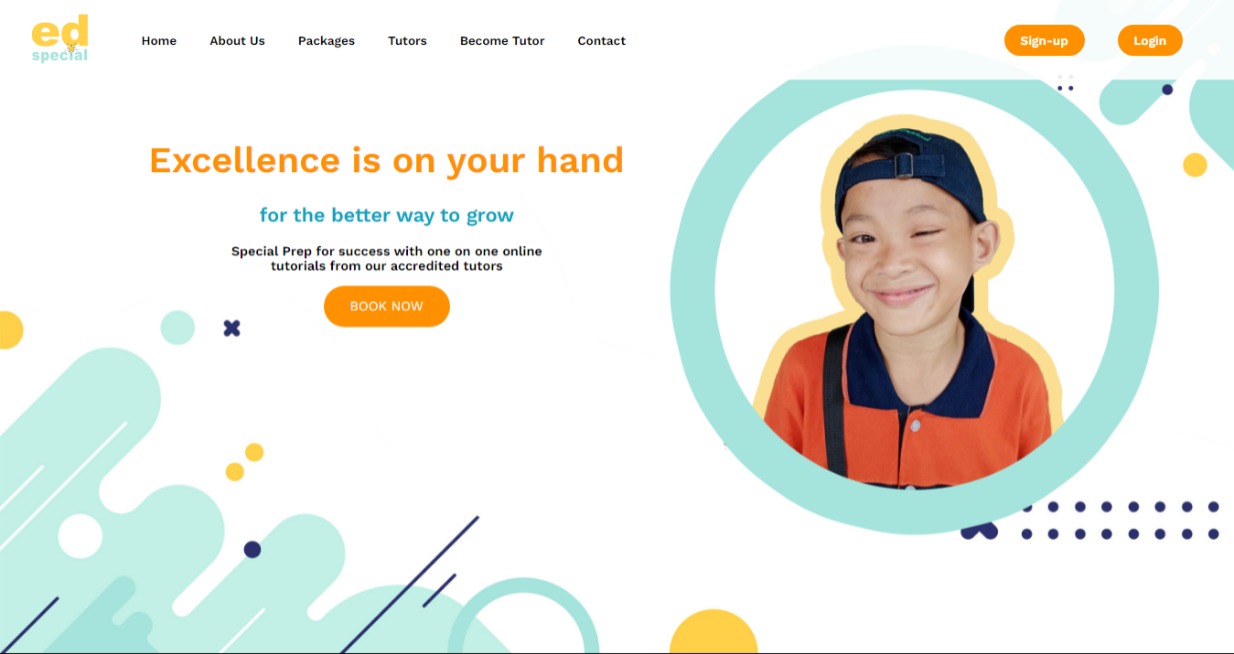 ed
special
Home About Us Packages Tutors Become Tutor Contact Sign-up Login
Excellence is on your hand
for the better way to grow
Special Prep for success with one on one online
tutorials from our accredited tutors
BOOK NOW